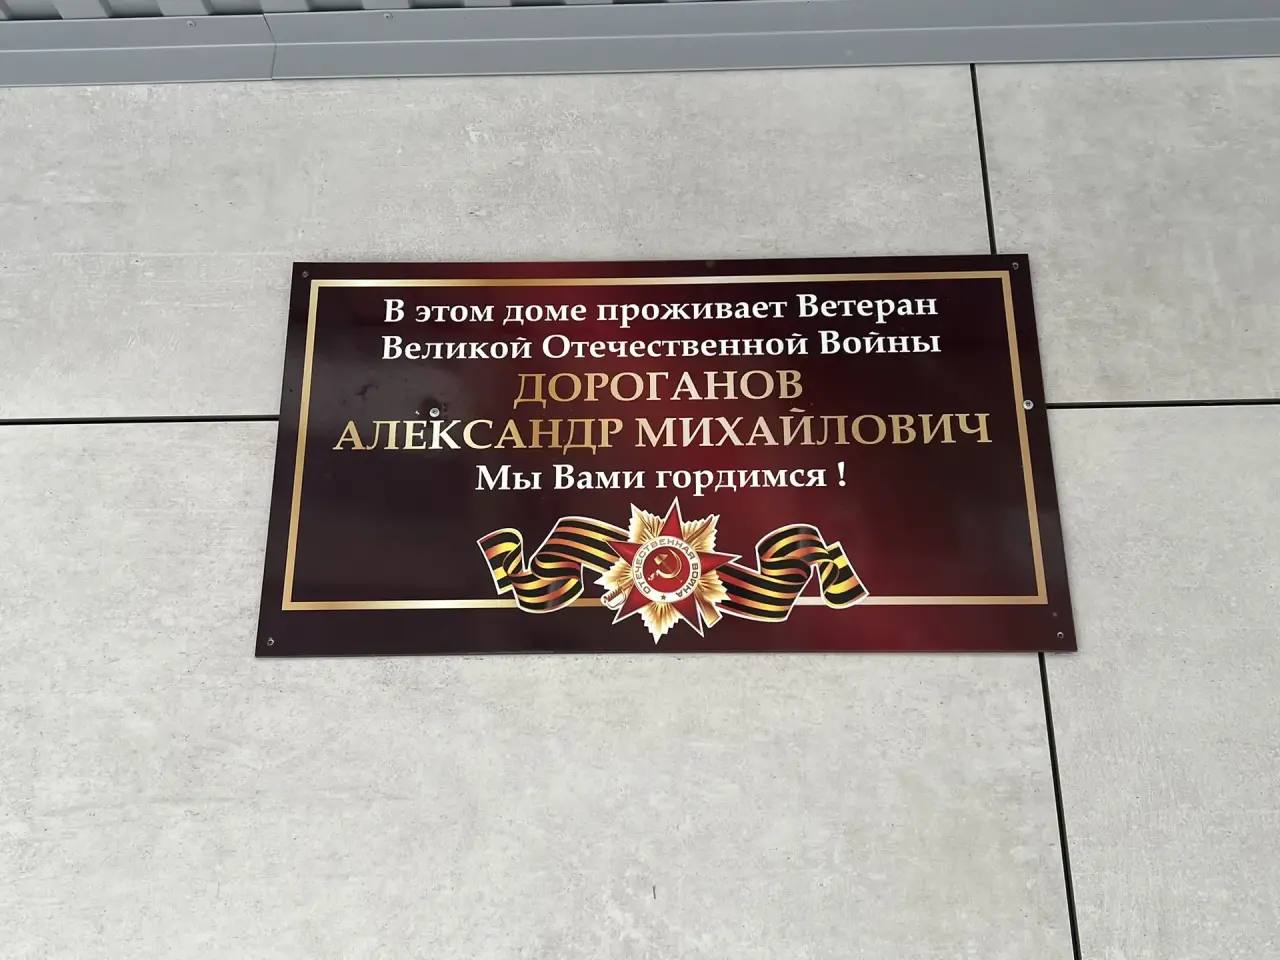 В этом доме проживает Ветеран
Великой Отечественной Войны
ДОРОГАНОВ
АЛЕКСАНДР МИХАЙЛОВИЧ
Мы Вами гордимся !
ОТЕЧЕСТВЕННАЯ ВОЙНА